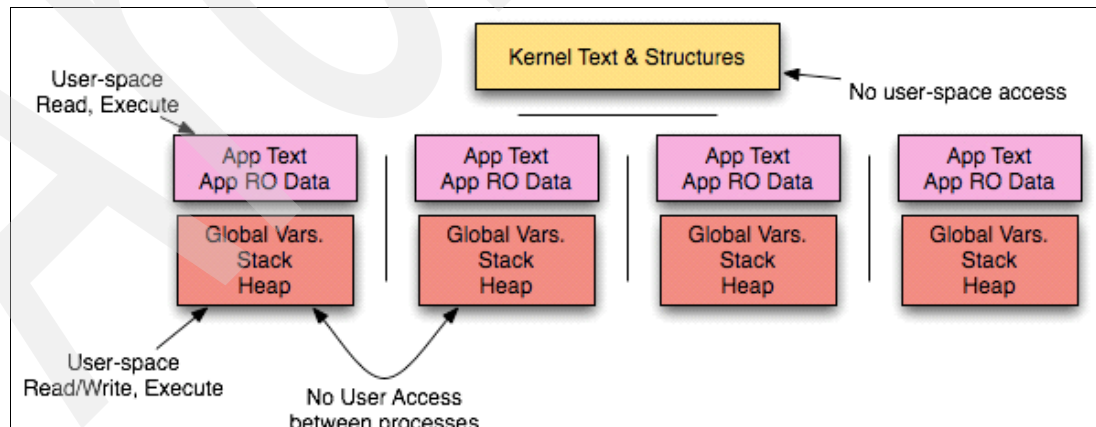 Kernel Text & Structures
User-space
Read, Execute
No user-space access
App Text
App RO Data
App Text
App RO Data
App Text
App RO Data
App Text
App RO Data
Global Vars.
Stack
Heap
Global Vars.
Stack
Heap
Global Vars.
Stack
Heap
Global Vars.
Stack
Heap
User-space
Read/Write, Execute
No User Access
between processes